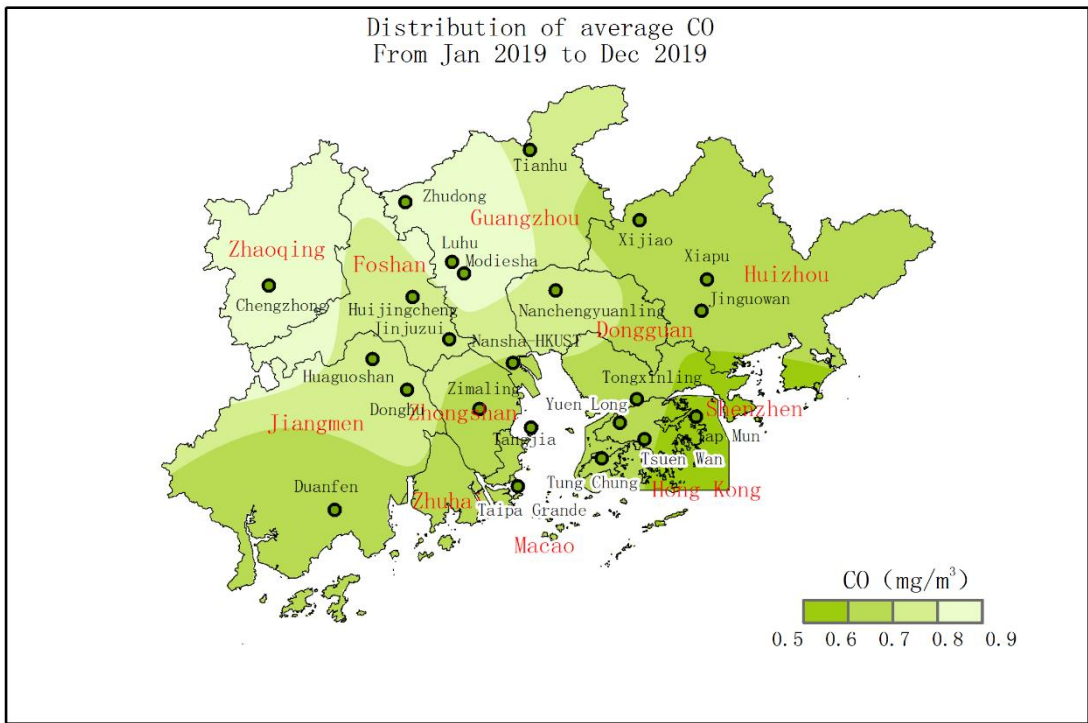 Distribution of average CO
From Jan 2019 to Dec 2019
Tianhu
Zhudong
Guangzhou
Xijiao
Zhaoqing
Luhu
Foshan
Modiesha
Xiapu
Huizhou
Chengzhong
Huijingcheng
Nanchengyuanling
Jinguowan
Jinjuzui
Nansha-HKUST
Dongguan
Huaguoshan
Zimaling
Tongxinling
Donghu
Zhongshan
Yuen Long
Shenzhen
Jiangmen
Tangjia
Tap Mun
Tsuen Wan
Duanfen
Tung Chung
Hong Kong
Zhuha
Taipa Grande
Macao
CO (mg/m³)
0.5 0.6 0.7 0.8 0.9